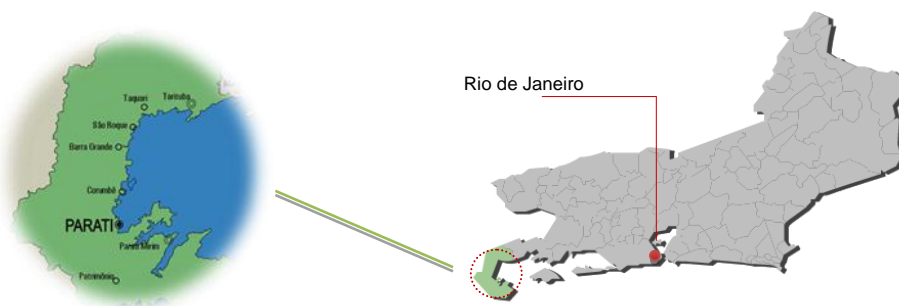 Rio de Janeiro
Taquari
Tarituba
São Roque
Barra Grande
Corumbê
PARATI
Parati Mirim
Patrimônio